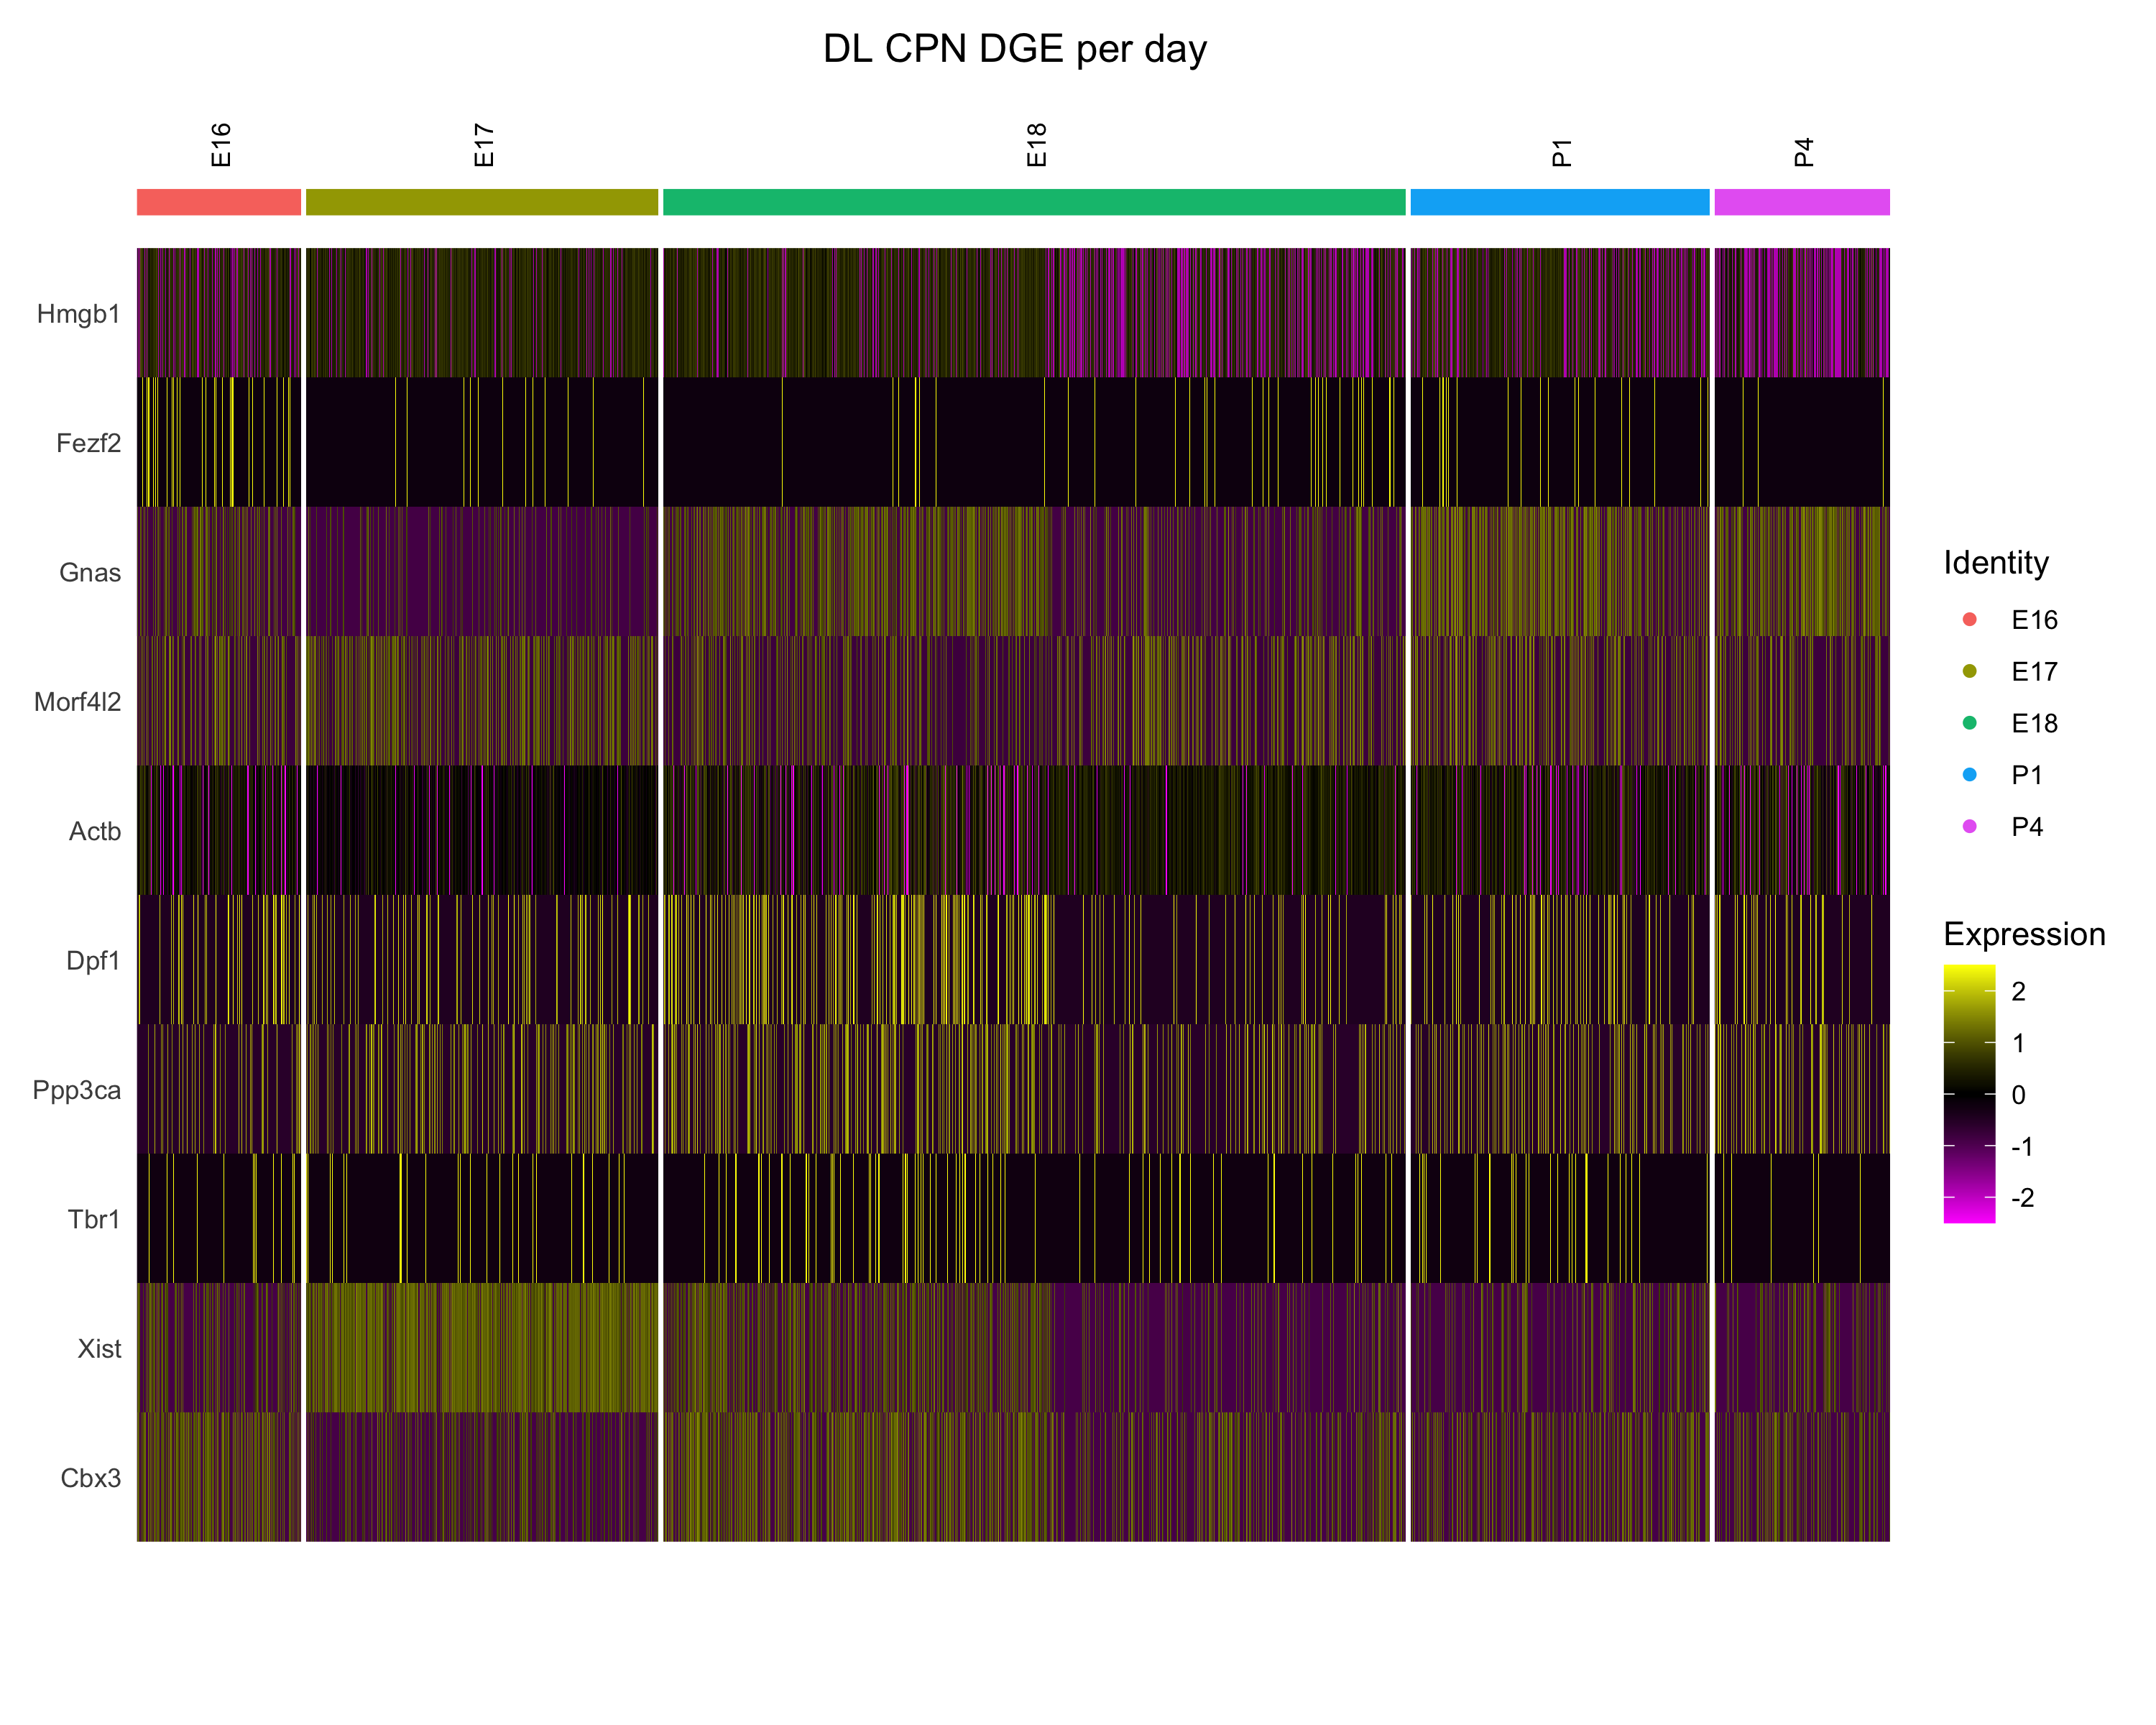 DL CPN DGE per day
E16
E17
E18
P1
P4
Hmgb1
Fezf2
Gnas
Morf4l2
Actb
Dpf1
Ppp3ca
Tbr1
Xist
Cbx3
Identity
E16
E17
E18
P1
P4
Expression
2
1
0
-1
-2